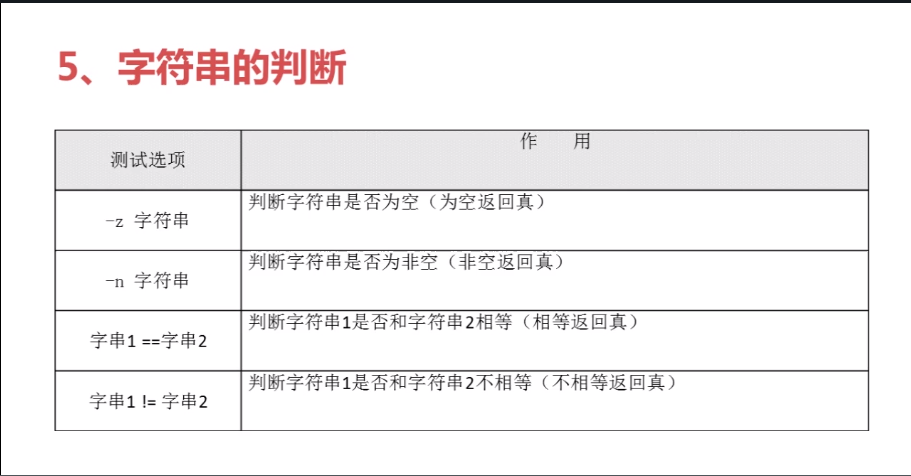 5、字符串的判断
测试选项
作 用
-z 字符串
判断字符串是否为空（为空返回真）
-n 字符串
判断字符串是否为非空（非空返回真）
字串1 ==字串2
判断字符串1是否和字符串2相等（相等返回真）
字串1 != 字串2
判断字符串1是否和字符串2不相等（不相等返回真）